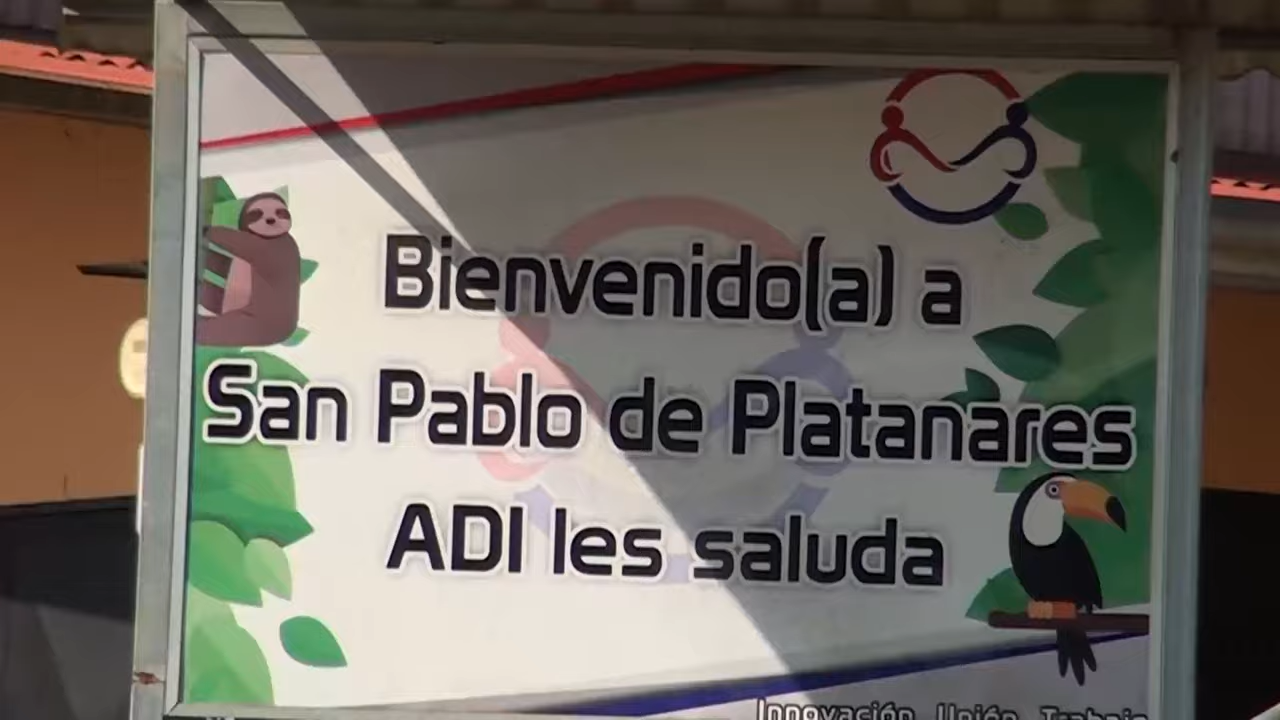 Bienvenido(a) a
San Pablo de Platanares
ADI les saluda
Innovación Unión Trabajo